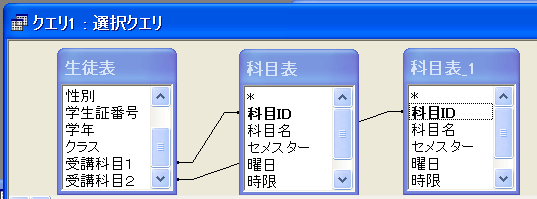 クエリ1 : 選択クエリ
生徒表
性別
学生証番号
学年
クラス
受講科目1
受講科目2
科目表
*
科目ID
科目名
セメスター
曜日
時限
科目表_1
*
科目ID
科目名
セメスター
曜日
時限